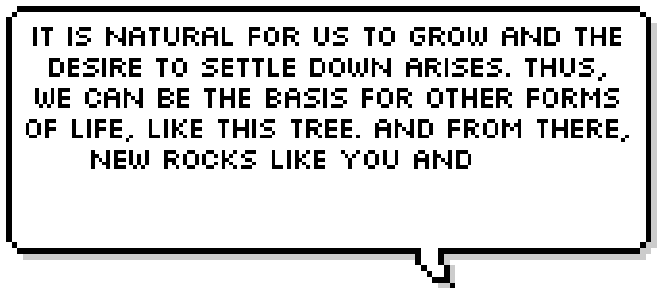 IT IS NATURAL FOR US TO GROW AND THE
DESIRE TO SETTLE DOWN ARISES. THUS,
WE CAN BE THE BASIS FOR OTHER FORMS
OF LIFE, LIKE THIS TREE. AND FROM THERE,
NEW ROCKS LIKE YOU AND